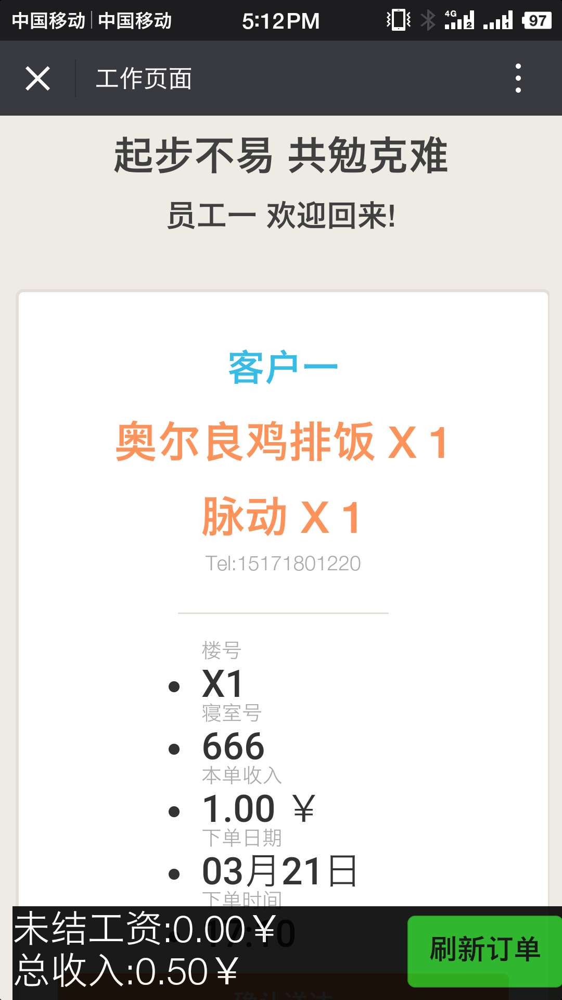 中国移动 中国移动 5:12PM 4G 2 1 97
工作页面
起步不易 共勉克难
员工一 欢迎回来!
客户一
奥尔良鸡排饭 X 1
脉动 X 1
Tel:15171801220
楼号
X1
寝室号
666
本单收入
1.00 ￥
下单日期
03月21日
下单时间
17:10
未结工资:0.00￥
总收入:0.50￥
刷新订单